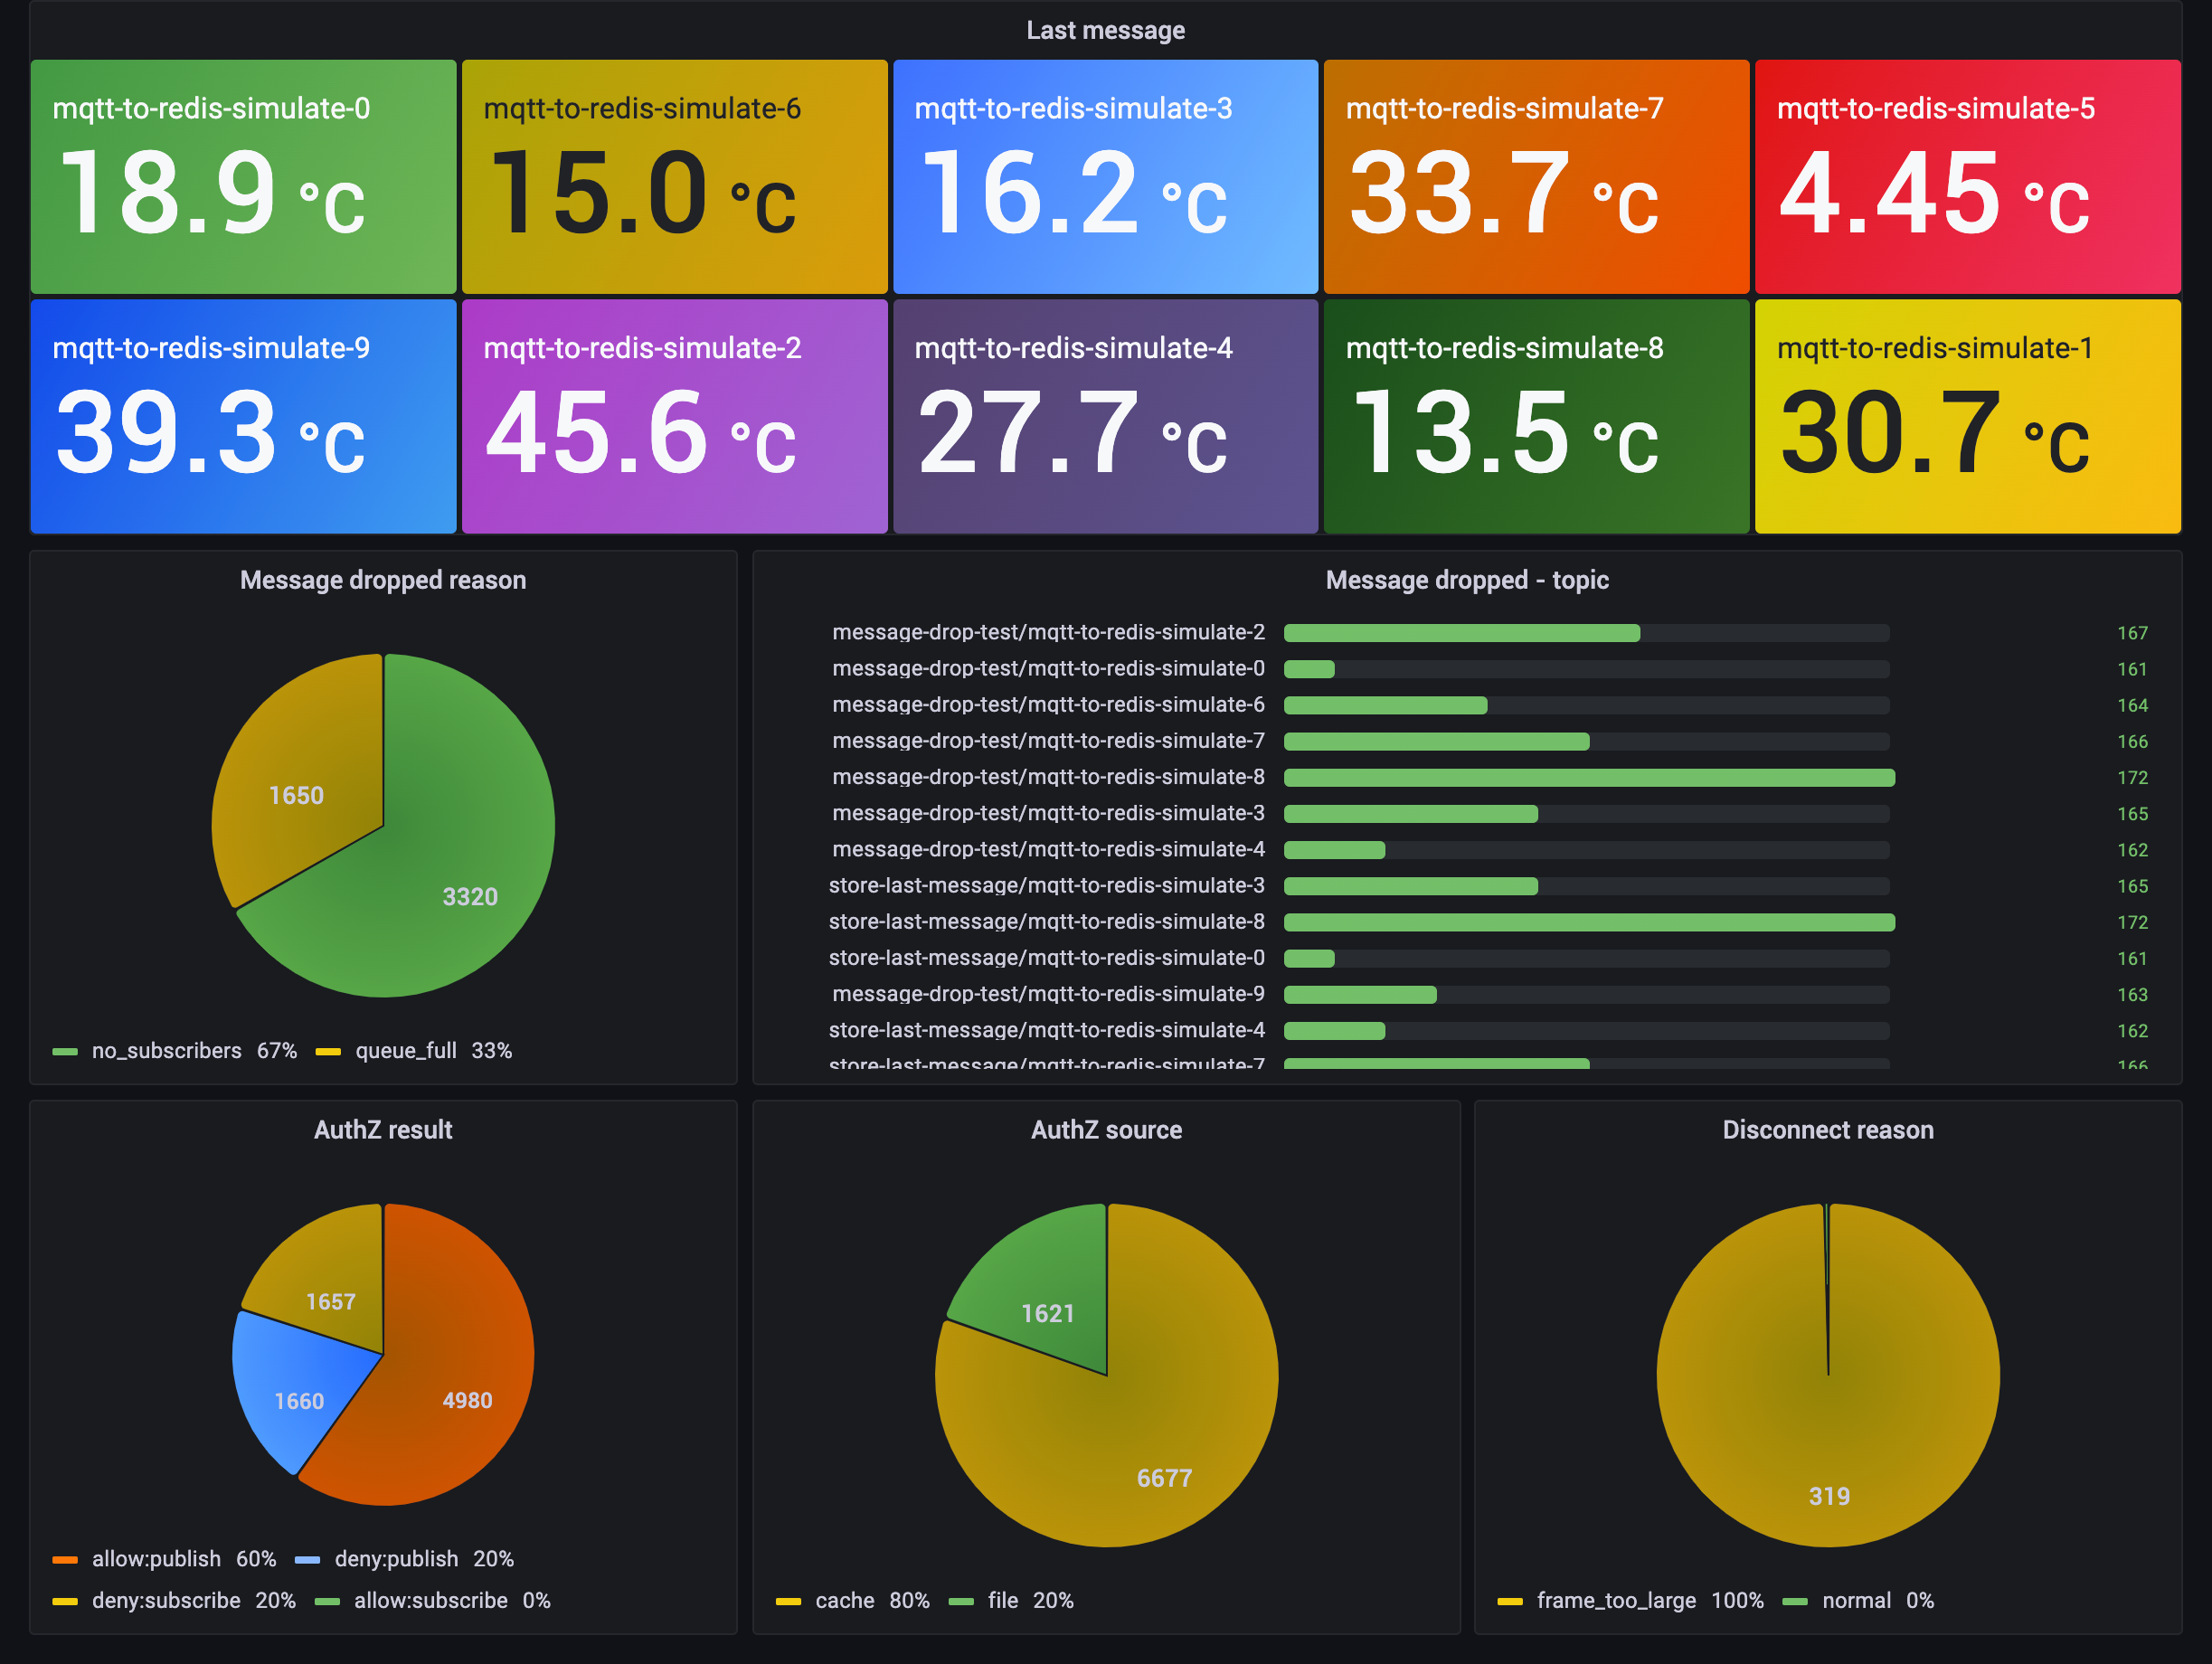 Last message
mqtt-to-redis-simulate-0
18.9 °C
mqtt-to-redis-simulate-6
15.0 °C
mqtt-to-redis-simulate-3
16.2 °C
mqtt-to-redis-simulate-7
33.7 °C
mqtt-to-redis-simulate-5
4.45 °C
mqtt-to-redis-simulate-9
39.3 °C
mqtt-to-redis-simulate-2
45.6 °C
mqtt-to-redis-simulate-4
27.7 °C
mqtt-to-redis-simulate-8
13.5 °C
mqtt-to-redis-simulate-1
30.7 °C
Message dropped reason
1650
3320
no_subscribers 67% queue_full 33%
Message dropped - topic
message-drop-test/mqtt-to-redis-simulate-2 167
message-drop-test/mqtt-to-redis-simulate-0 161
message-drop-test/mqtt-to-redis-simulate-6 164
message-drop-test/mqtt-to-redis-simulate-7 166
message-drop-test/mqtt-to-redis-simulate-8 172
message-drop-test/mqtt-to-redis-simulate-3 165
message-drop-test/mqtt-to-redis-simulate-4 162
store-last-message/mqtt-to-redis-simulate-3 165
store-last-message/mqtt-to-redis-simulate-8 172
store-last-message/mqtt-to-redis-simulate-0 161
message-drop-test/mqtt-to-redis-simulate-9 163
store-last-message/mqtt-to-redis-simulate-4 162
store-last-message/mqtt-to-redis-simulate-7 166
AuthZ result
1657
1660
4980
allow:publish 60% deny:publish 20%
deny:subscribe 20% allow:subscribe 0%
AuthZ source
1621
6677
cache 80% file 20%
Disconnect reason
319
frame_too_large 100% normal 0%